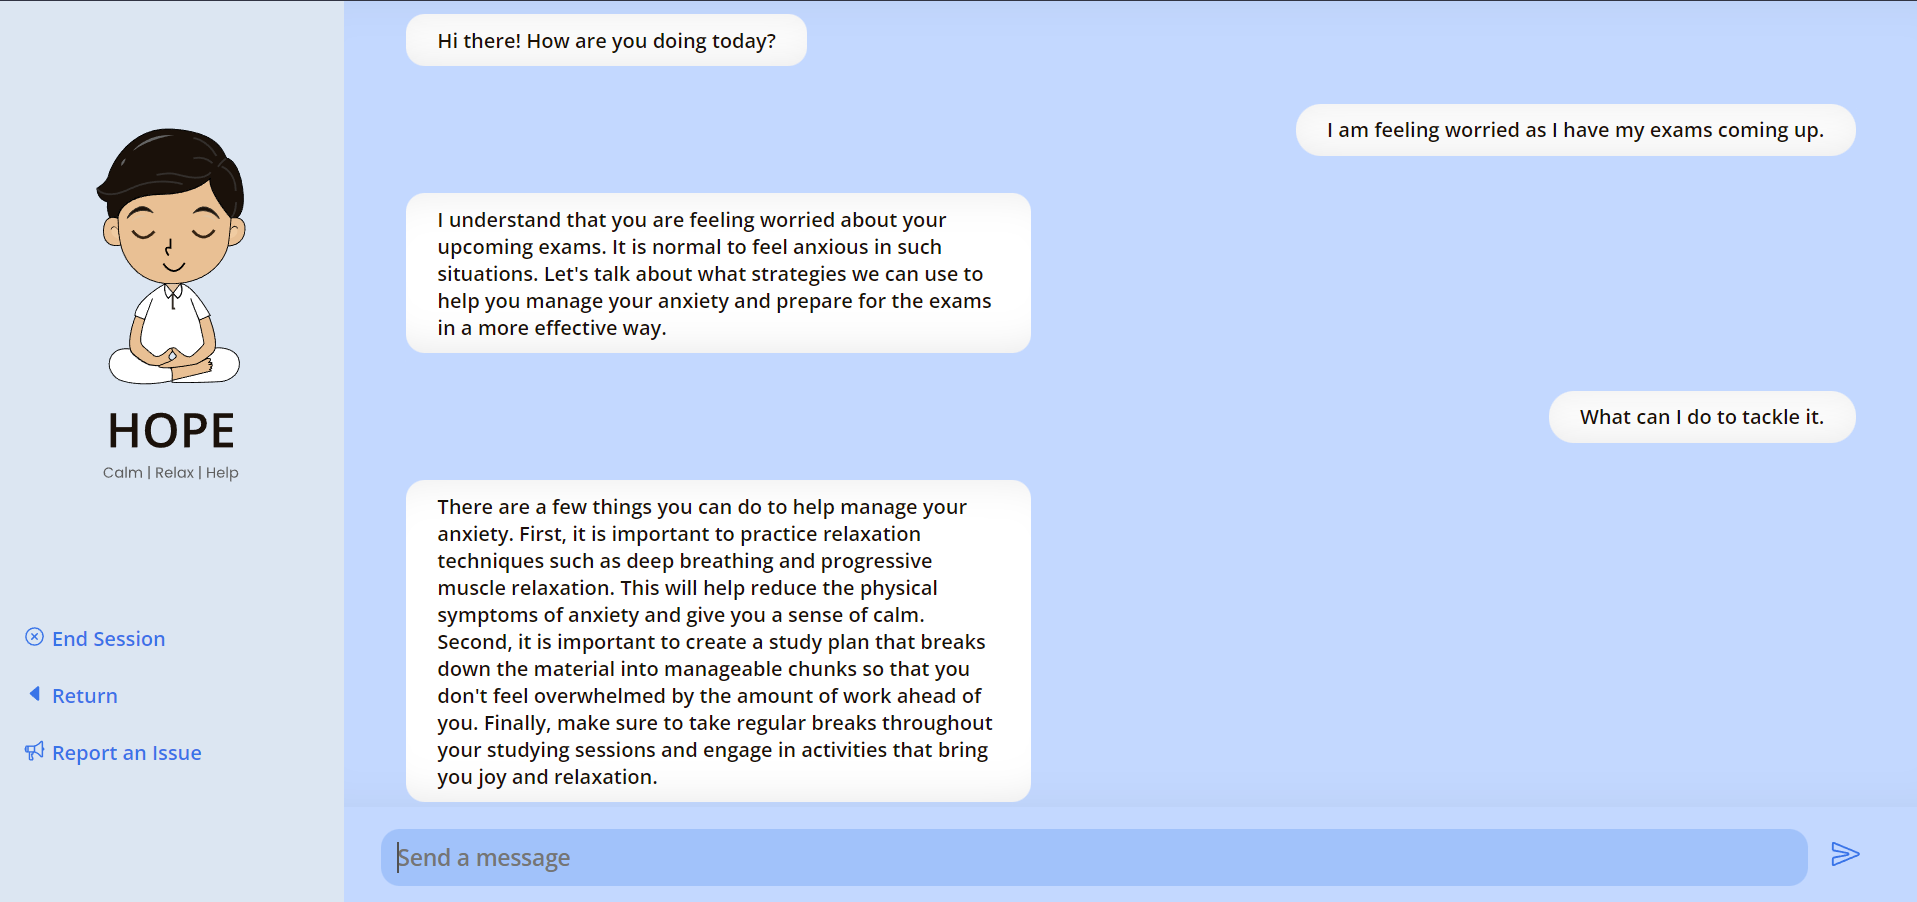 Hi there! How are you doing today?
I am feeling worried as I have my exams coming up.
I understand that you are feeling worried about your
upcoming exams. It is normal to feel anxious in such
situations. Let's talk about what strategies we can use to
help you manage your anxiety and prepare for the exams
in a more effective way.
What can I do to tackle it.
There are a few things you can do to help manage your
anxiety. First, it is important to practice relaxation
techniques such as deep breathing and progressive
muscle relaxation. This will help reduce the physical
symptoms of anxiety and give you a sense of calm.
Second, it is important to create a study plan that breaks
down the material into manageable chunks so that you
don't feel overwhelmed by the amount of work ahead of
you. Finally, make sure to take regular breaks throughout
your studying sessions and engage in activities that bring
you joy and relaxation.
Send a message
HOPE
Calm | Relax | Help
End Session
Return
Report an Issue